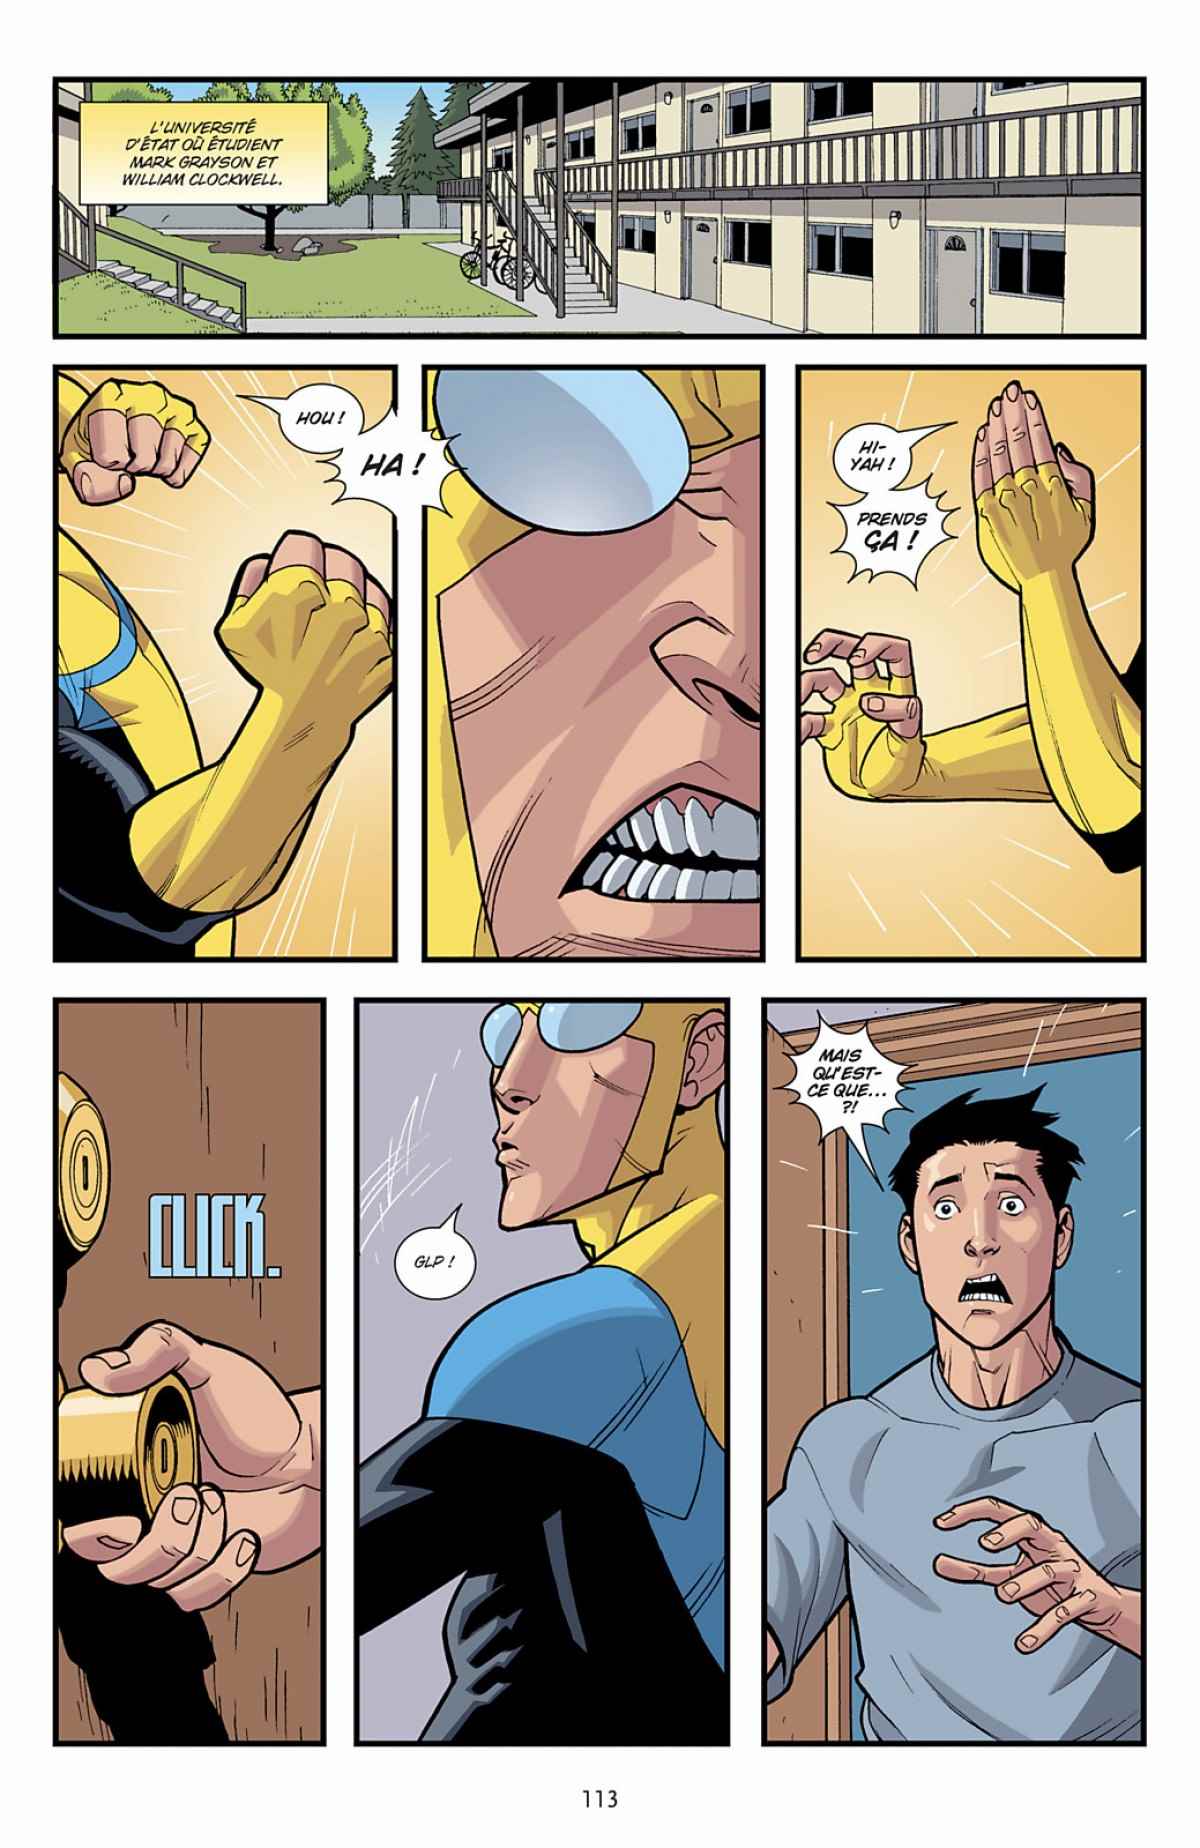 L'UNIVERSITÉ
D'ÉTAT OÙ ÉTUDIENT
MARK GRAYSON ET
WILLIAM CLOCKWELL.
HOU !
HA !
HI-
YAH !
PRENDS
ÇA !
CLICK.
GLP !
MAIS
QU'EST-
CE QUE...
?!
113